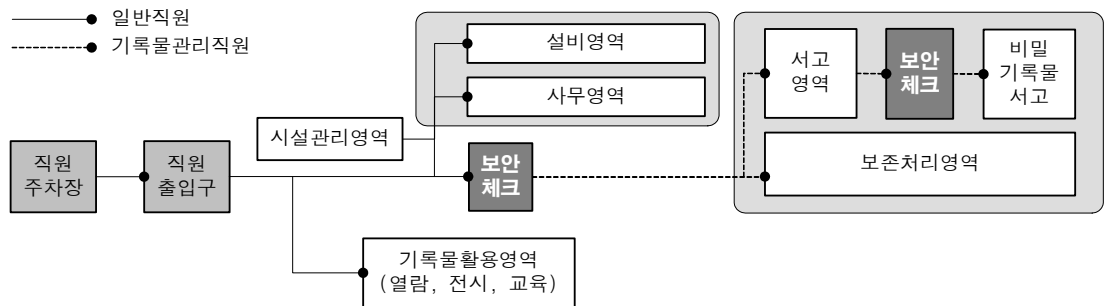 일반직원
기록물관리직원
설비영역
사무영역
시설관리영역
직원
주차장
직원
출입구
보안
체크
기록물활용영역
(열람, 전시, 교육)
서고
영역
보안
체크
비밀
기록물
서고
보존처리영역